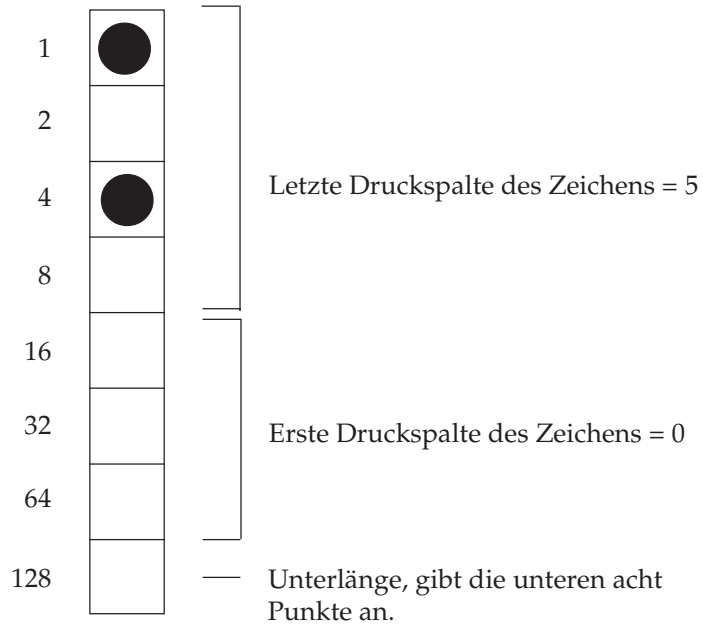 1
2
4
Letzte Druckspalte des Zeichens = 5
8
16
32
Erste Druckspalte des Zeichens = 0
64
128
Unterlänge, gibt die unteren acht
Punkte an.